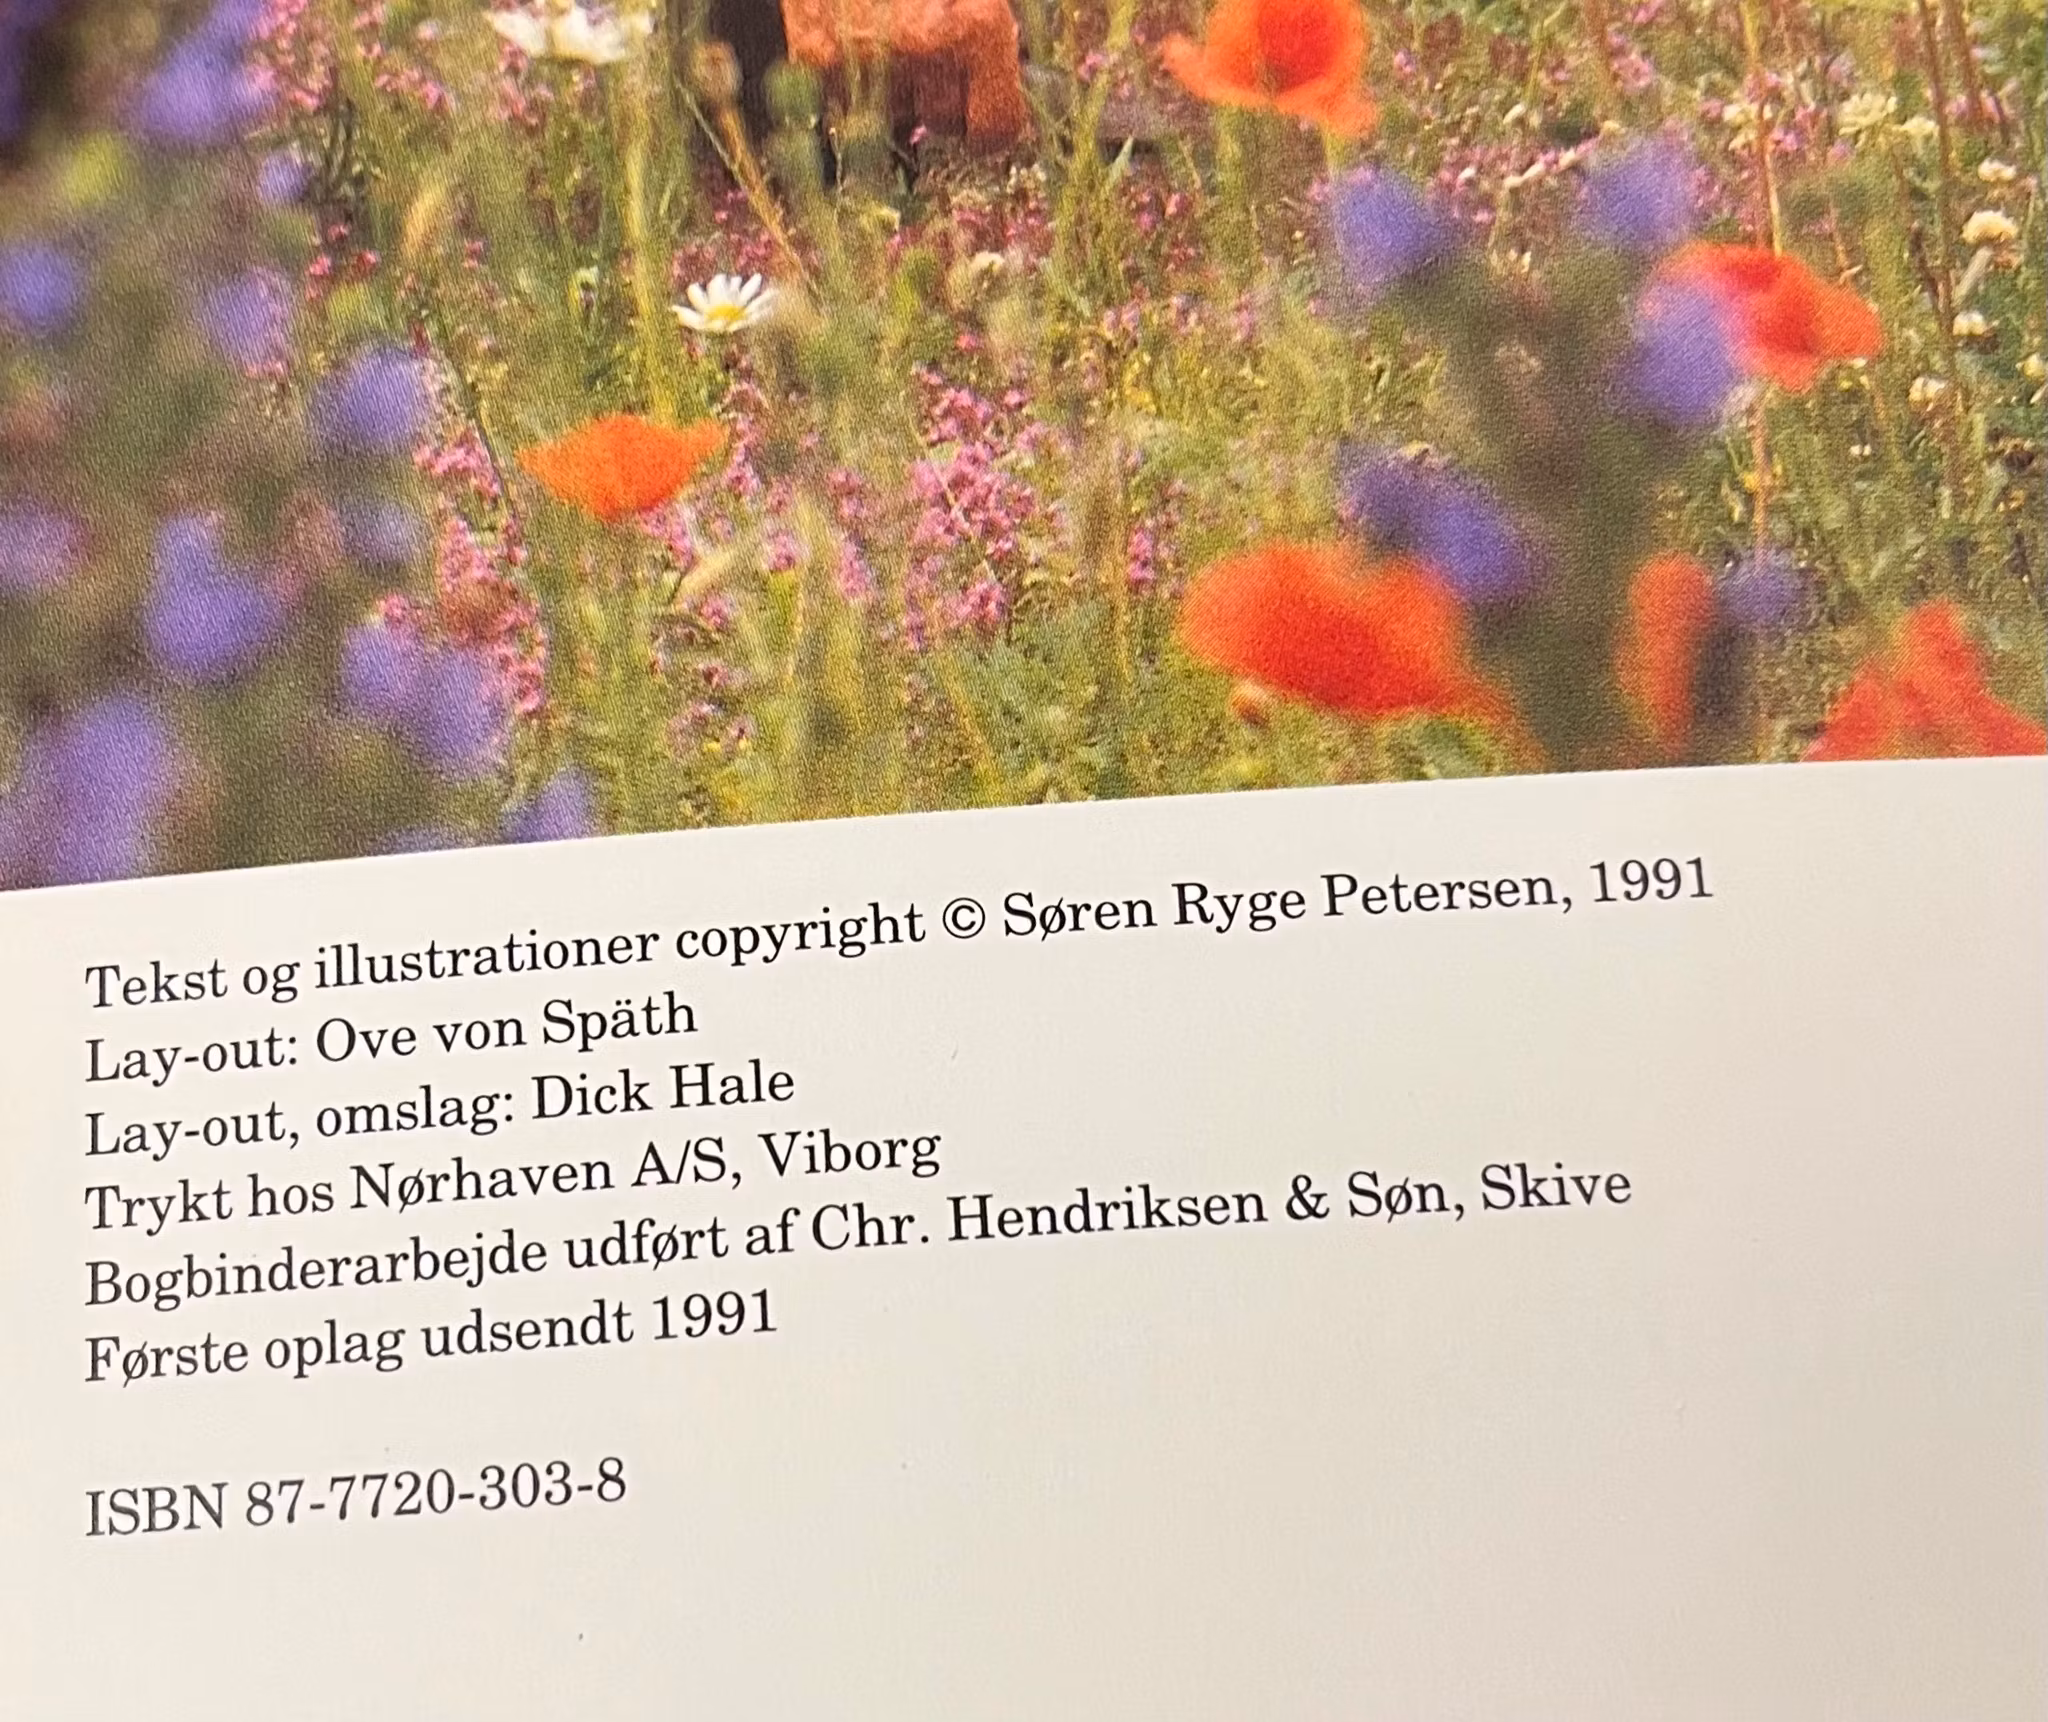 Tekst og illustrationer copyright © Søren Ryge Petersen, 1991
Lay-out: Ove von Späth
Lay-out, omslag: Dick Hale
Trykt hos Nørhaven A/S, Viborg
Bogbinderarbejde udført af Chr. Hendriksen & Søn, Skive
Første oplag udsendt 1991
ISBN 87-7720-303-8